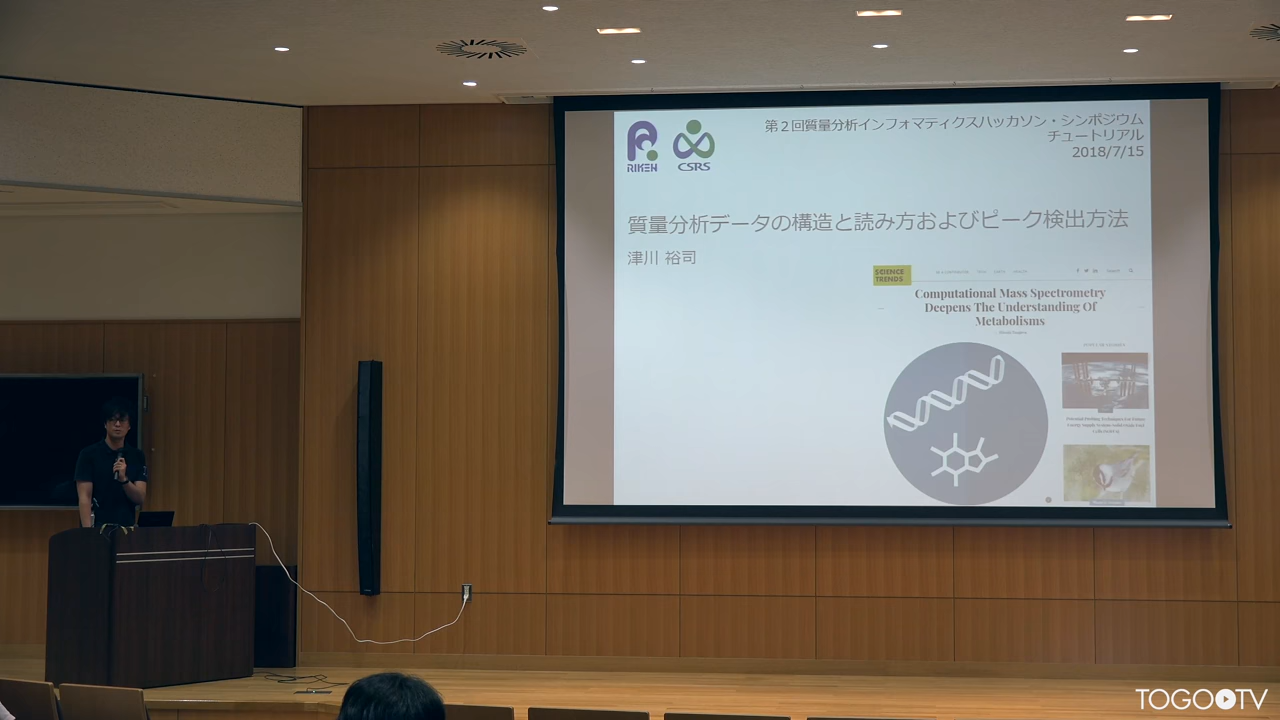 第２回質量分析インフォマティクスハッカソン・シンポジウム
チュートリアル
2018/7/15
RIKEN
CSRS
質量分析データの構造と読み方およびピーク検出方法
津川 裕司
SCIENCE
TRENDS
Computational Mass Spectrometry
Deepens The Understanding Of
Metabolisms
TOGO TV